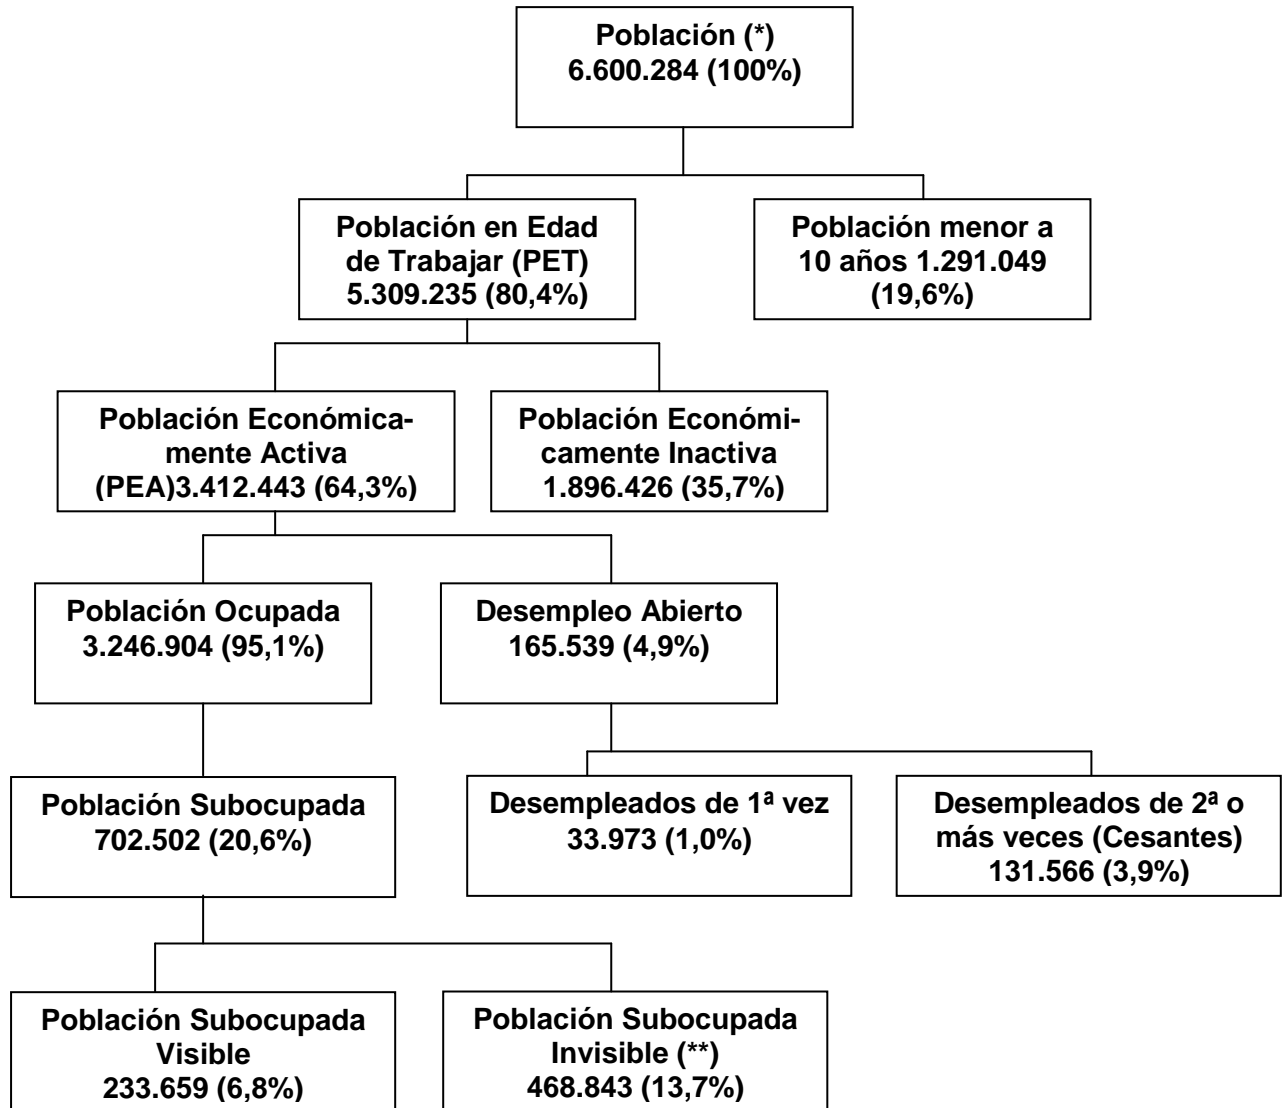 Población (*)
6.600.284 (100%)
Población en Edad
de Trabajar (PET)
5.309.235 (80,4%)
Población menor a
10 años 1.291.049
(19,6%)
Población Económica-
mente Activa
(PEA)3.412.443 (64,3%)
Población Económi-
camente Inactiva
1.896.426 (35,7%)
Población Ocupada
3.246.904 (95,1%)
Desempleo Abierto
165.539 (4,9%)
Población Subocupada
702.502 (20,6%)
Desempleados de 1ª vez
33.973 (1,0%)
Desempleados de 2ª o
más veces (Cesantes)
131.566 (3,9%)
Población Subocupada
Visible
233.659 (6,8%)
Población Subocupada
Invisible (**)
468.843 (13,7%)